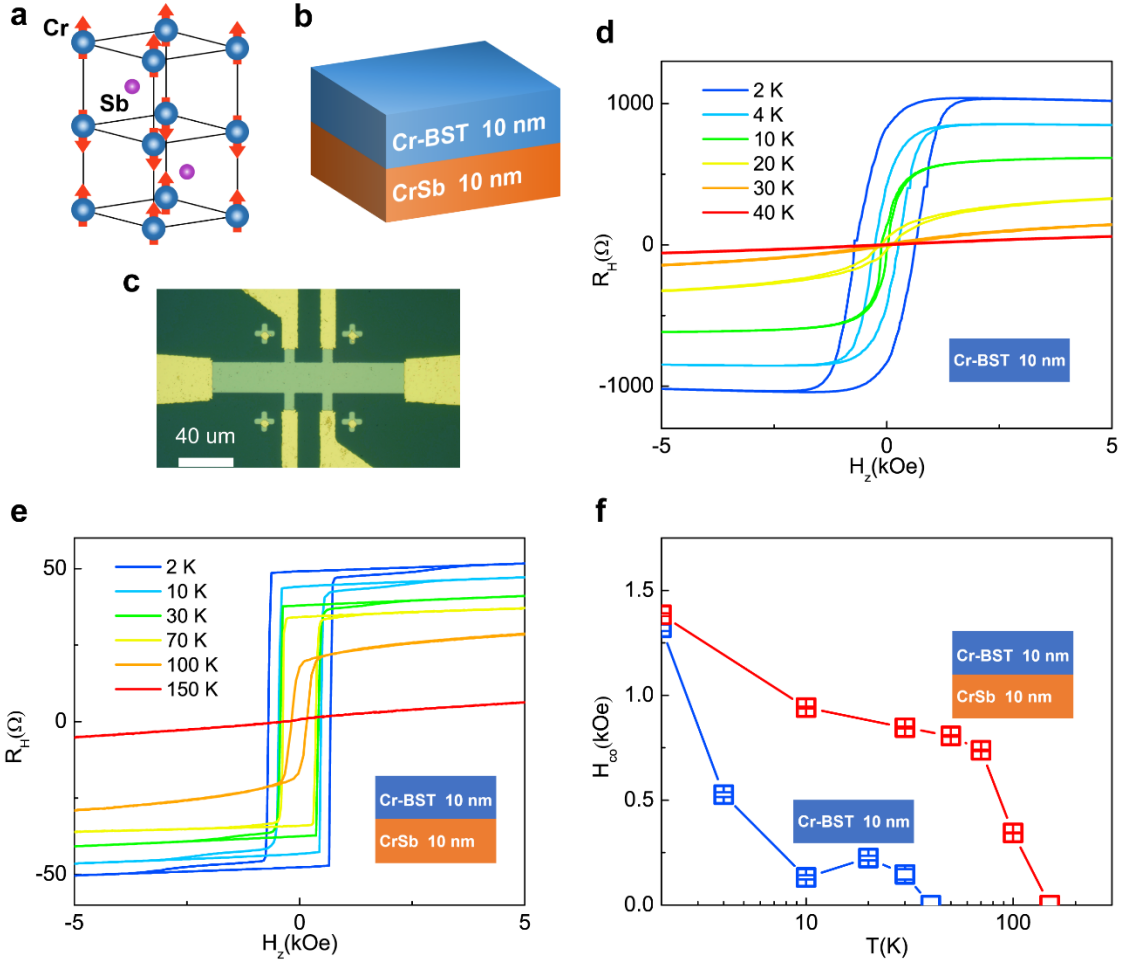 a
Cr
Sb
b
Cr-BST 10 nm
CrSb 10 nm
c
40 um
d
2 K
4 K
10 K
20 K
30 K
40 K
1000
0
-1000
R_H(Ω)
Cr-BST 10 nm
-5
0
5
H_z(kOe)
e
2 K
10 K
30 K
70 K
100 K
150 K
50
0
-50
R_H(Ω)
Cr-BST 10 nm
CrSb 10 nm
-5
0
5
H_z(kOe)
f
1.5
1.0
0.5
0.0
H_co(kOe)
Cr-BST 10 nm
CrSb 10 nm
Cr-BST 10 nm
10
100
T(K)